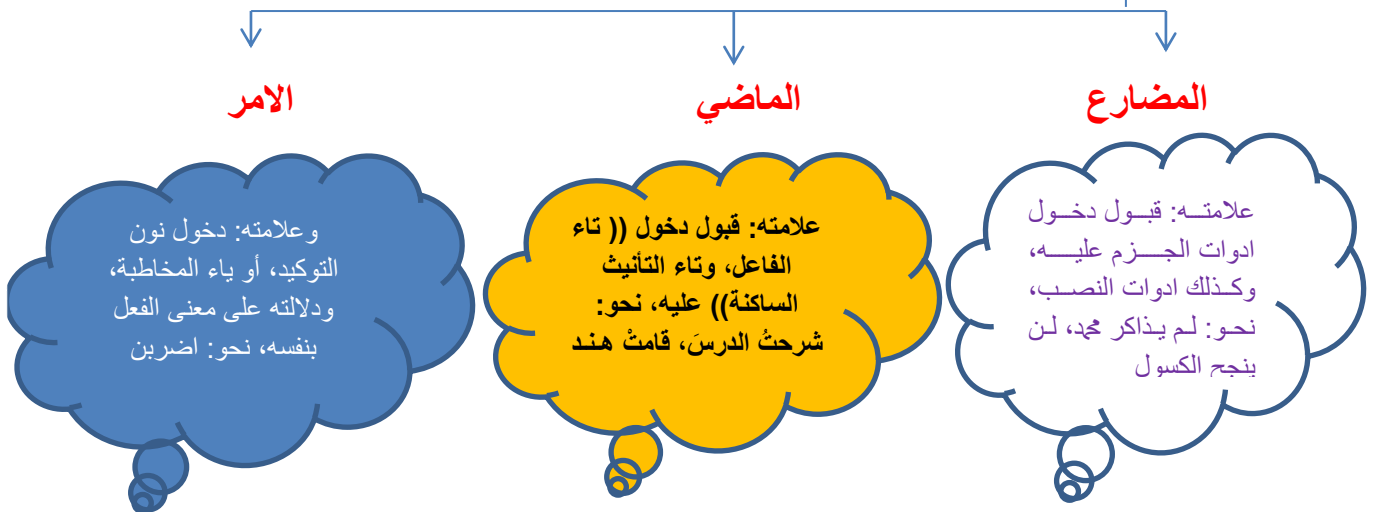 المضارع
الماضي
الامر
علامته: قبول دخول
ادوات الجزم عليه،
وكذلك ادوات النصب،
نحو: لم يذاكر محمد، لن
ينجح الكسول
علامته: قبول دخول (( تاء
الفاعل، وتاء التأنيث
الساكنة)) عليه، نحو:
شرحتُ الدرسَ، قامتْ هند
وعلامته: دخول نون
التوكيد، أو ياء المخاطبة،
ودلالته على معنى الفعل
بنفسه، نحو: اضربن